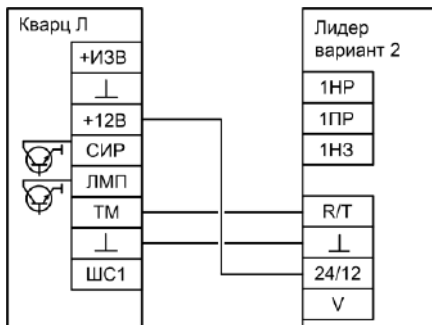 Кварц Л
+ИЗВ
⊥
+12В
СИР
ЛМП
ТМ
⊥
ШС1
Лидер
вариант 2
1НР
1ПР
1НЗ
R/T
⊥
24/12
V